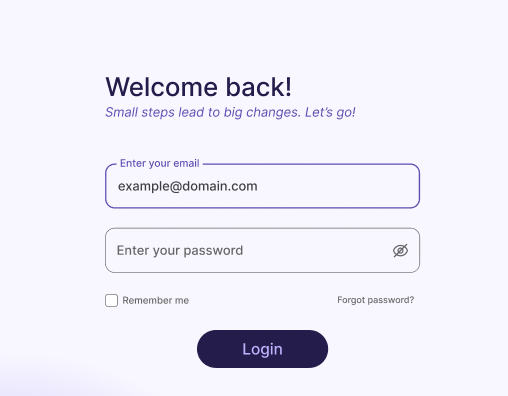 Welcome back!
Small steps lead to big changes. Let’s go!
Enter your email
example@domain.com
Enter your password
Remember me
Forgot password?
Login